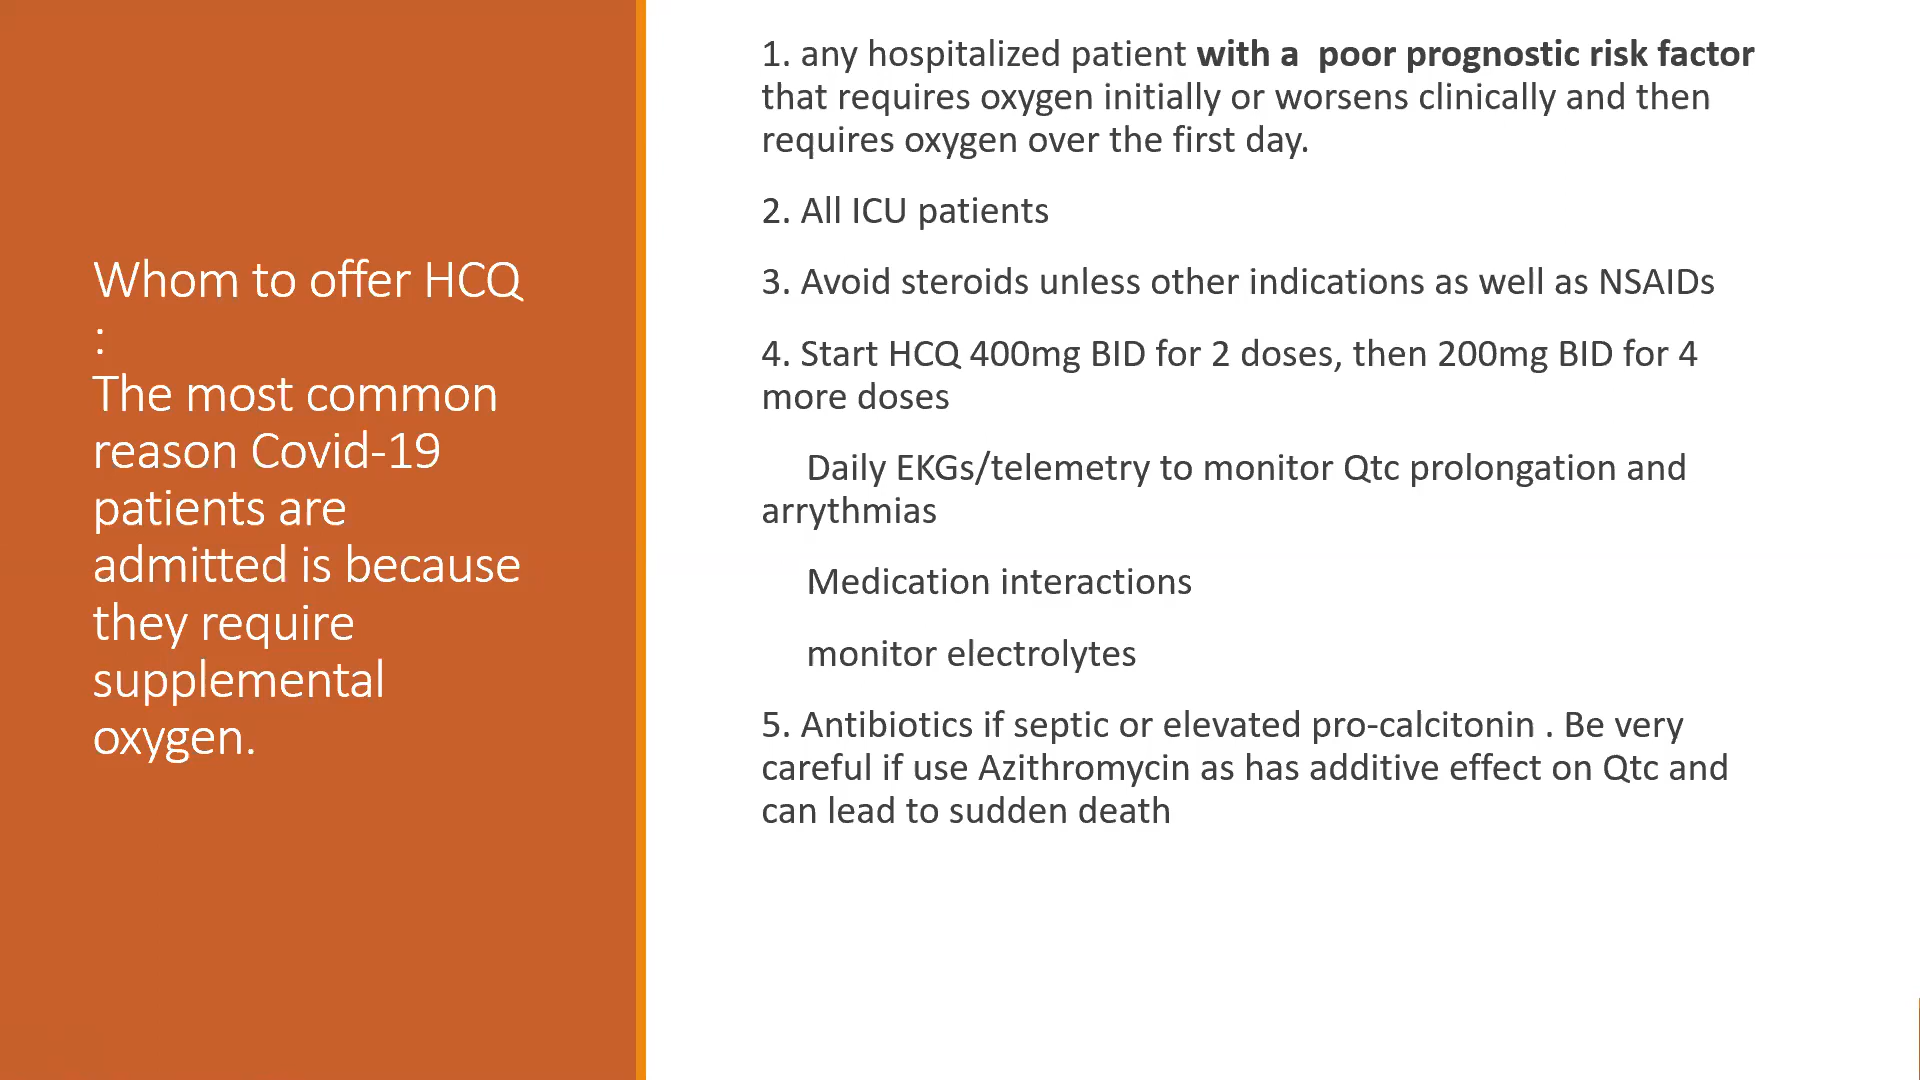 Whom to offer HCQ
:
The most common
reason Covid-19
patients are
admitted is because
they require
supplemental
oxygen.
1. any hospitalized patient with a  poor prognostic risk factor
that requires oxygen initially or worsens clinically and then
requires oxygen over the first day.
2. All ICU patients
3. Avoid steroids unless other indications as well as NSAIDs
4. Start HCQ 400mg BID for 2 doses, then 200mg BID for 4
more doses
Daily EKGs/telemetry to monitor Qtc prolongation and
arrythmias
Medication interactions
monitor electrolytes
5. Antibiotics if septic or elevated pro-calcitonin . Be very
careful if use Azithromycin as has additive effect on Qtc and
can lead to sudden death